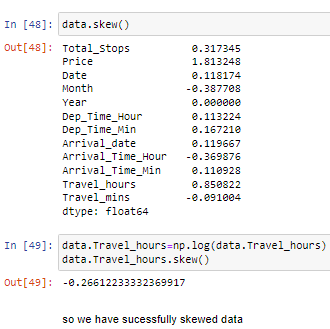 In [48]: data.skew()
Out[48]: Total_Stops 0.317345
Price 1.813248
Date 0.118174
Month -0.387708
Year 0.000000
Dep_Time_Hour 0.113224
Dep_Time_Min 0.167210
Arrival_date 0.119667
Arrival_Time_Hour -0.369876
Arrival_Time_Min 0.110928
Travel_hours 0.850822
Travel_mins -0.091004
dtype: float64
In [49]: data.Travel_hours=np.log(data.Travel_hours)
data.Travel_hours.skew()
Out[49]: -0.26612233332369917
so we have sucessfully skewed data